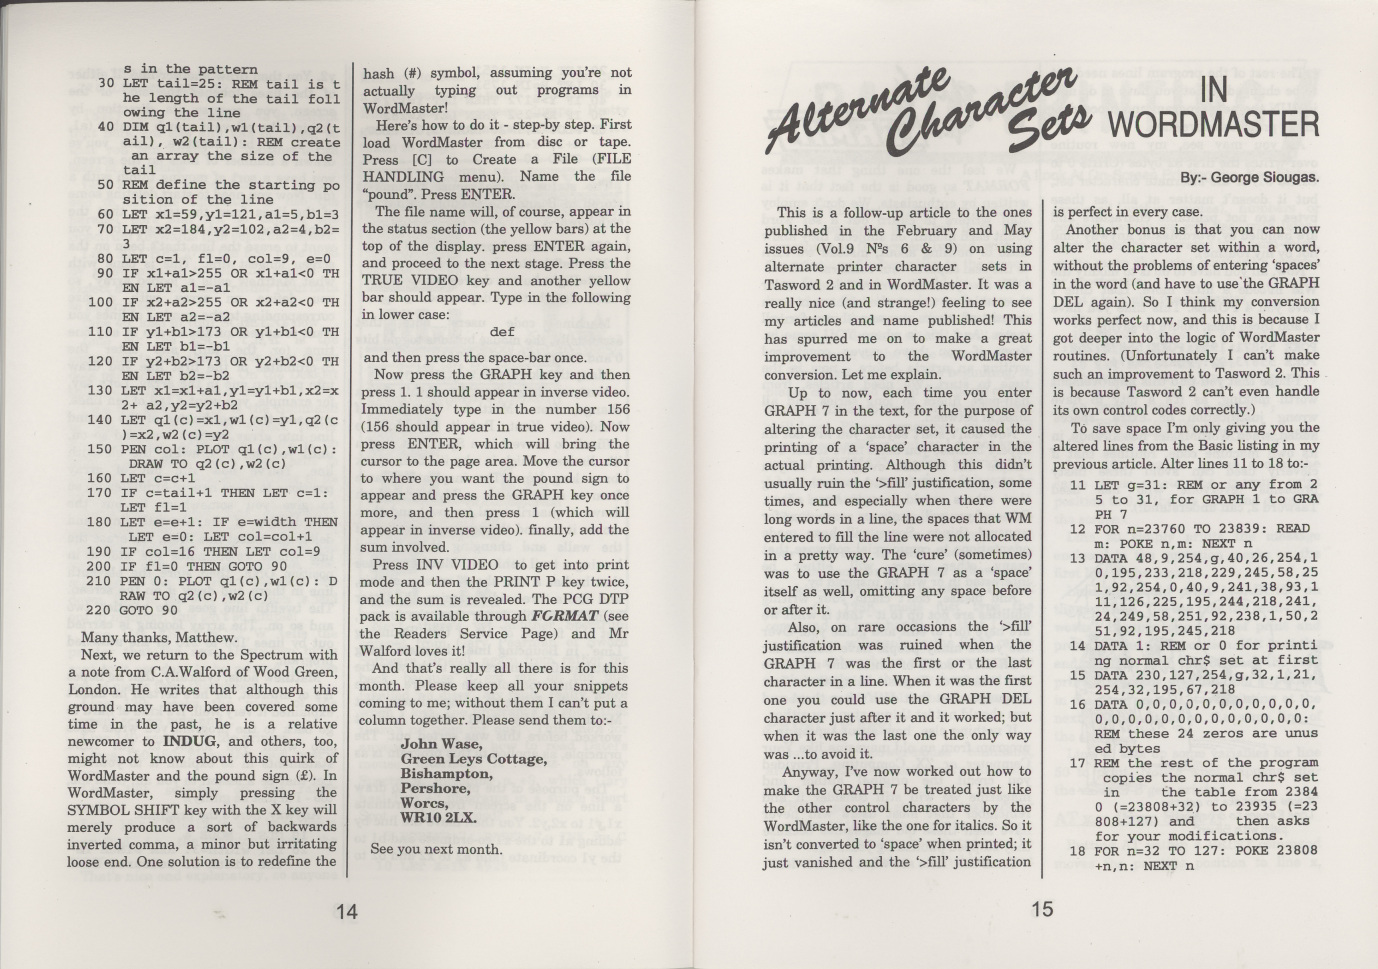 s in the pattern
30 LET tail=25: REM tail is t
he length of the tail foll
owing the line
40 DIM q1(tail),w1(tail),q2(t
ail), w2(tail): REM create
an array the size of the
tail
50 REM define the starting po
sition of the line
60 LET x1=59,y1=121,a1=5,b1=3
70 LET x2=184,y2=102,a2=4,b2=
3
80 LET c=1, fl=0, col=9, e=0
90 IF x1+a1>255 OR x1+a1<0 TH
EN LET a1=-a1
100 IF x2+a2>255 OR x2+a2<0 TH
EN LET a2=-a2
110 IF y1+b1>173 OR y1+b1<0 TH
EN LET b1=-b1
120 IF y2+b2>173 OR y2+b2<0 TH
EN LET b2=-b2
130 LET x1=x1+a1,y1=y1+b1,x2=x
2+ a2,y2=y2+b2
140 LET q1(c)=x1,w1(c)=y1,q2(c
)=x2,w2(c)=y2
150 PEN col: PLOT q1(c),w1(c):
DRAW TO q2(c),w2(c)
160 LET c=c+1
170 IF c=tail+1 THEN LET c=1:
LET fl=1
180 LET e=e+1: IF e=width THEN
LET e=0: LET col=col+1
190 IF col=16 THEN LET col=9
200 IF fl=0 THEN GOTO 90
210 PEN 0: PLOT q1(c),w1(c): D
RAW TO q2(c),w2(c)
220 GOTO 90
Many thanks, Matthew.
Next, we return to the Spectrum with
a note from C.A.Walford of Wood Green,
London. He writes that although this
ground may have been covered some
time in the past, he is a relative
newcomer to INDUG, and others, too,
might not know about this quirk of
WordMaster and the pound sign (£). In
WordMaster, simply pressing the
SYMBOL SHIFT key with the X key will
merely produce a sort of backwards
inverted comma, a minor but irritating
loose end. One solution is to redefine the
hash (#) symbol, assuming you're not
actually typing out programs in
WordMaster!
Here's how to do it - step-by step. First
load WordMaster from disc or tape.
Press [C] to Create a File (FILE
HANDLING menu). Name the file
"pound". Press ENTER.
The file name will, of course, appear in
the status section (the yellow bars) at the
top of the display. press ENTER again,
and proceed to the next stage. Press the
TRUE VIDEO key and another yellow
bar should appear. Type in the following
in lower case:
def
and then press the space-bar once.
Now press the GRAPH key and then
press 1. 1 should appear in inverse video.
Immediately type in the number 156
(156 should appear in true video). Now
press ENTER, which will bring the
cursor to the page area. Move the cursor
to where you want the pound sign to
appear and press the GRAPH key once
more, and then press 1 (which will
appear in inverse video). finally, add the
sum involved.
Press INV VIDEO to get into print
mode and then the PRINT P key twice,
and the sum is revealed. The PCG DTP
pack is available through FORMAT (see
the Readers Service Page) and Mr
Walford loves it!
And that's really all there is for this
month. Please keep all your snippets
coming to me; without them I can't put a
column together. Please send them to:-
John Wase,
Green Leys Cottage,
Bishampton,
Pershore,
Worcs,
WR10 2LX.
See you next month.
14
Alternate
Character
Sets
IN
WORDMASTER
By:- George Siougas.
This is a follow-up article to the ones
published in the February and May
issues (Vol.9 Nºs 6 & 9) on using
alternate printer character sets in
Tasword 2 and in WordMaster. It was a
really nice (and strange!) feeling to see
my articles and name published! This
has spurred me on to make a great
improvement to the WordMaster
conversion. Let me explain.
Up to now, each time you enter
GRAPH 7 in the text, for the purpose of
altering the character set, it caused the
printing of a 'space' character in the
actual printing. Although this didn't
usually ruin the '>fill' justification, some
times, and especially when there were
long words in a line, the spaces that WM
entered to fill the line were not allocated
in a pretty way. The 'cure' (sometimes)
was to use the GRAPH 7 as a 'space'
itself as well, omitting any space before
or after it.
Also, on rare occasions the '>fill'
justification was ruined when the
GRAPH 7 was the first or the last
character in a line. When it was the first
one you could use the GRAPH DEL
character just after it and it worked; but
when it was the last one the only way
was ...to avoid it.
Anyway, I've now worked out how to
make the GRAPH 7 be treated just like
the other control characters by the
WordMaster, like the one for italics. So it
isn't converted to 'space' when printed; it
just vanished and the '>fill' justification
is perfect in every case.
Another bonus is that you can now
alter the character set within a word,
without the problems of entering 'spaces'
in the word (and have to use the GRAPH
DEL again). So I think my conversion
works perfect now, and this is because I
got deeper into the logic of WordMaster
routines. (Unfortunately I can't make
such an improvement to Tasword 2. This
is because Tasword 2 can't even handle
its own control codes correctly.)
To save space I'm only giving you the
altered lines from the Basic listing in my
previous article. Alter lines 11 to 18 to:-
11 LET g=31: REM or any from 2
5 to 31, for GRAPH 1 to GRA
PH 7
12 FOR n=23760 TO 23839: READ
m: POKE n,m: NEXT n
13 DATA 48,9,254,g,40,26,254,1
0,195,233,218,229,245,58,25
1,92,254,0,40,9,241,38,93,1
11,126,225,195,244,218,241,
24,249,58,251,92,238,1,50,2
51,92,195,245,218
14 DATA 1: REM or 0 for printi
ng normal chr$ set at first
15 DATA 230,127,254,g,32,1,21,
254,32,195,67,218
16 DATA 0,0,0,0,0,0,0,0,0,0,0,
0,0,0,0,0,0,0,0,0,0,0,0,0:
REM these 24 zeros are unus
ed bytes
17 REM the rest of the program
copies the normal chr$ set
in the table from 2384
0 (=23808+32) to 23935 (=23
808+127) and then asks
for your modifications.
18 FOR n=32 TO 127: POKE 23808
+n,n: NEXT n
15